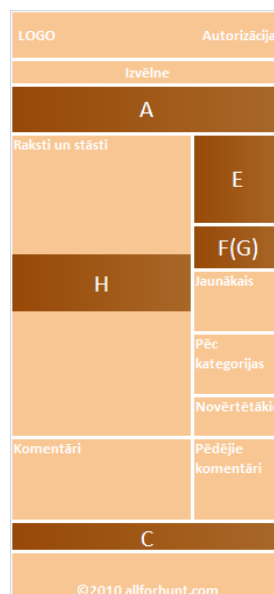 LOGO Autorizācija
Izvēlne
A
Raksti un stāsti
E
F(G)
H
Jaunākais
Pēc
kategorijas
Novērtētākie
Komentāri
Pēdējie
komentāri
C
©2010 allforhunt.com